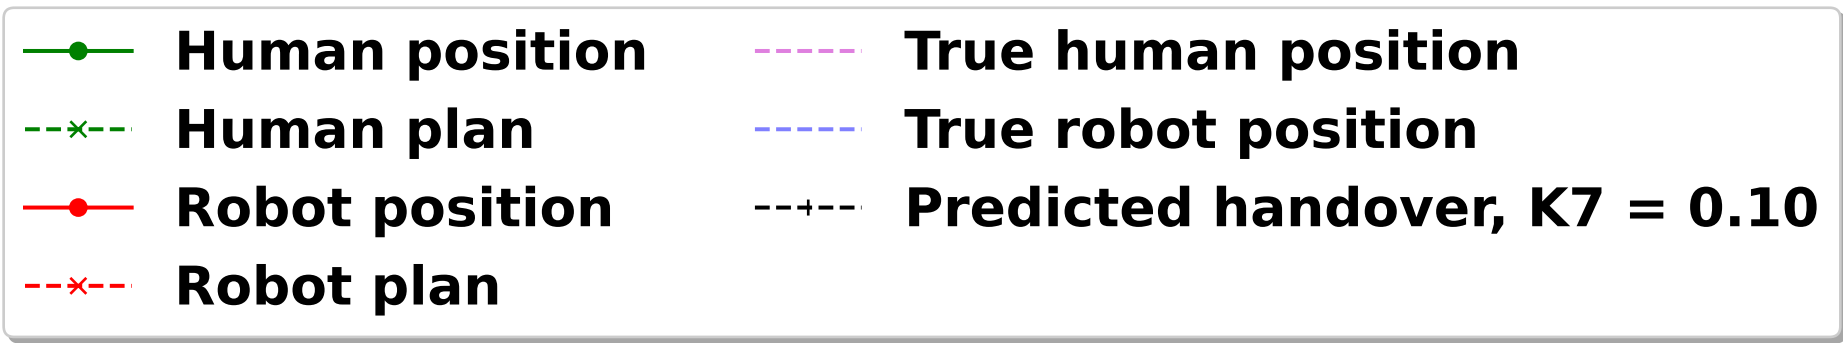 Human position
Human plan
Robot position
Robot plan
True human position
True robot position
Predicted handover, K7 = 0.10